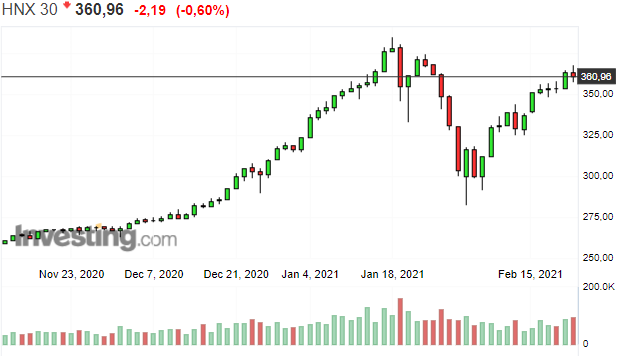 HNX 30 360,96 -2,19 (-0,60%)
360,96
350.00
325.00
300.00
275.00
Investing.com
250.00
Nov 23, 2020 Dec 7, 2020 Dec 21, 2020 Jan 4, 2021 Jan 18, 2021 Feb 15, 2021
200.0K
0